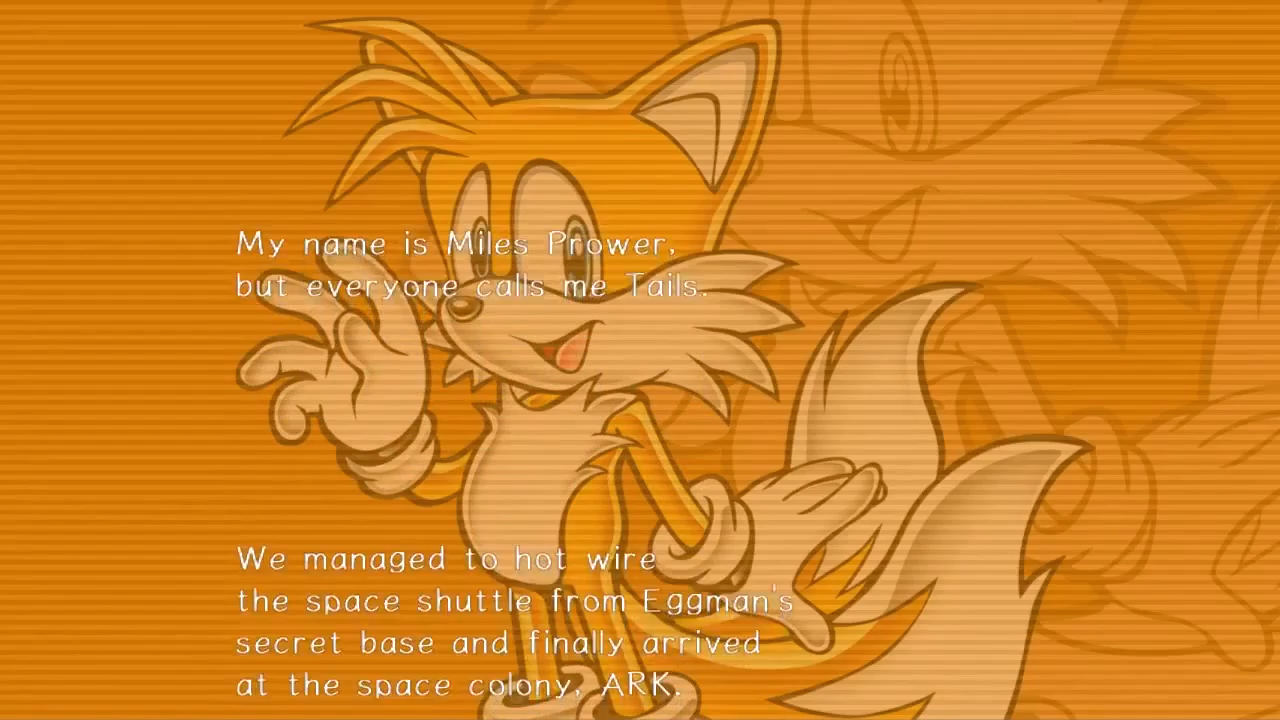 My name is Miles Prower,
but everyone calls me Tails.
We managed to hot wire
the space shuttle from Eggman's
secret base and finally arrived
at the space colony, ARK.